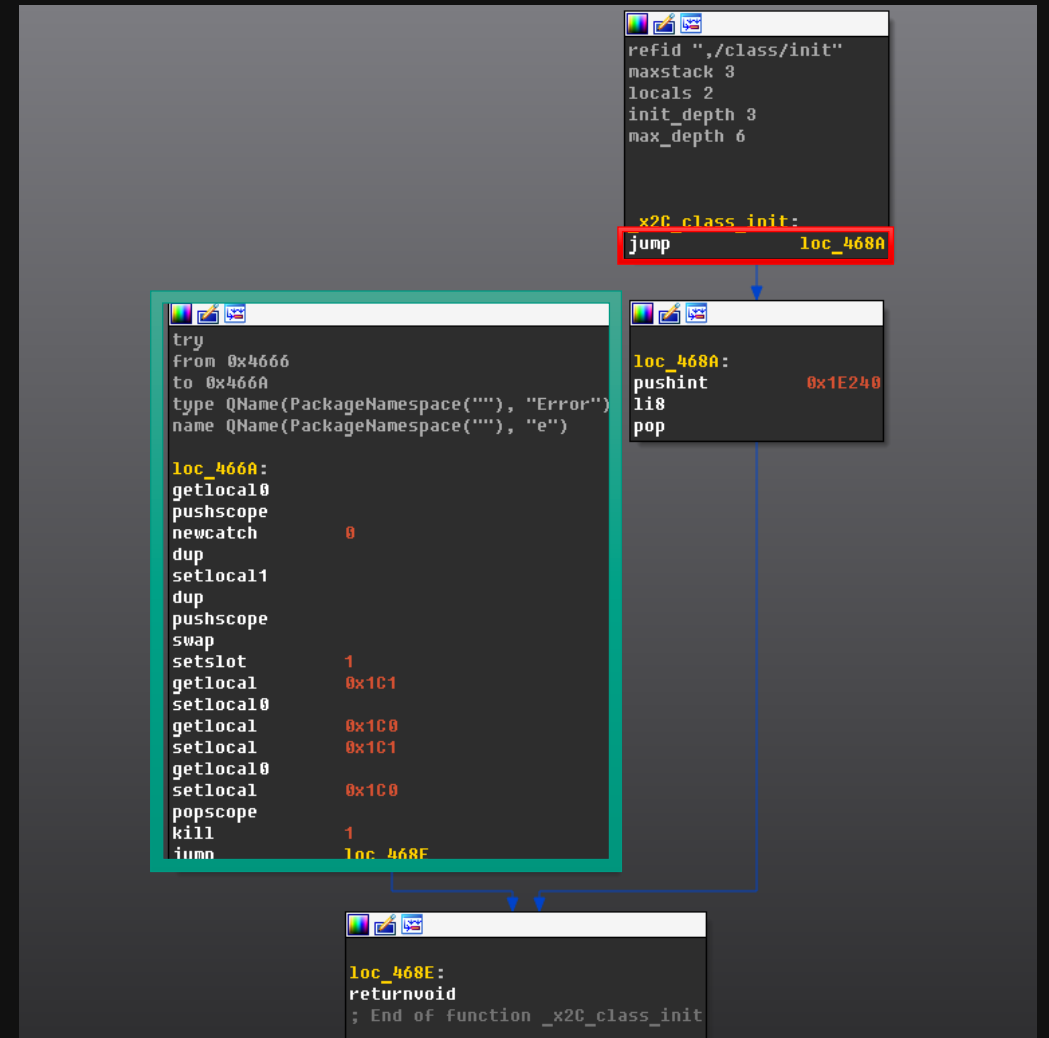 refid ",/class/init"
maxstack 3
locals 2
init_depth 3
max_depth 6
_x2C_class_init:
jump loc_468A
try
from 0x4666
to 0x466A
type QName(PackageNamespace(""), "Error")
name QName(PackageNamespace(""), "e")
loc_466A:
getlocal0
pushscope
newcatch 0
dup
setlocal1
dup
pushscope
swap
setslot 1
getlocal 0x1C1
setlocal0
getlocal 0x1C0
setlocal 0x1C1
getlocal0
setlocal 0x1C0
popscope
kill 1
jump loc_468E
loc_468A:
pushint 0x1E240
li8
pop
loc_468E:
returnvoid
; End of function _x2C_class_init